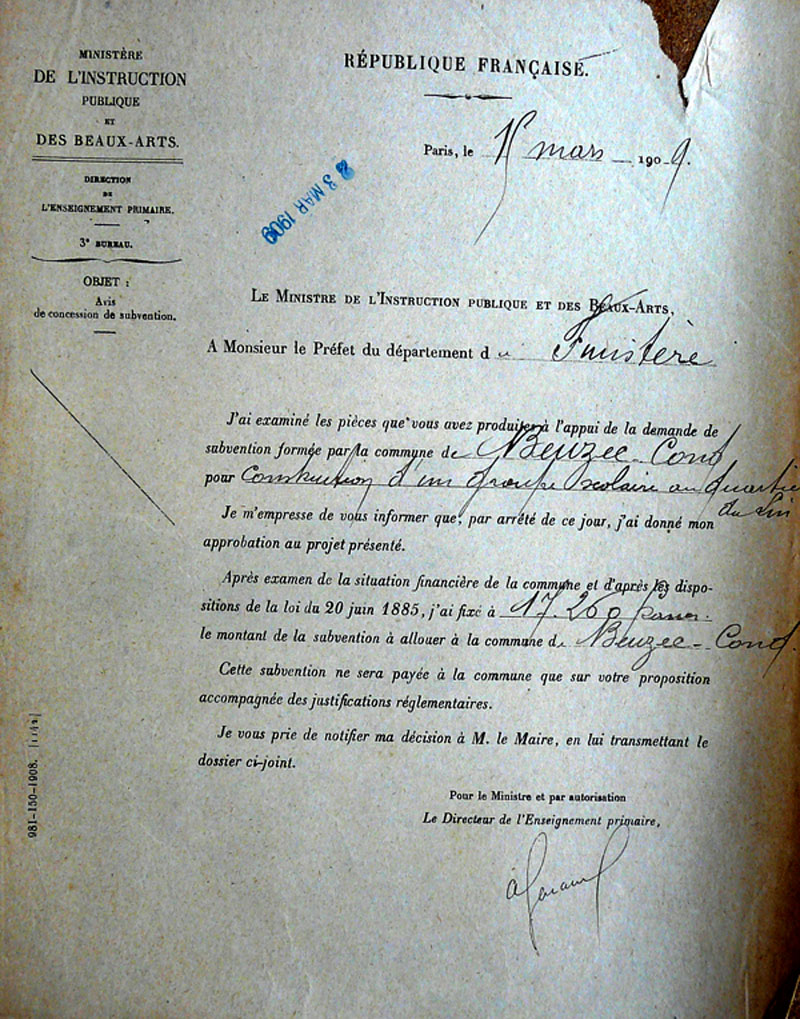 MINISTÈRE
DE L'INSTRUCTION
PUBLIQUE
ET
DES BEAUX-ARTS.
DIRECTION
DE
L'ENSEIGNEMENT PRIMAIRE.
3e BUREAU.
OBJET :
Avis
de concession de subvention.
RÉPUBLIQUE FRANÇAISE.
Paris, le mars 1909.
23 MAR 1909
LE MINISTRE DE L'INSTRUCTION PUBLIQUE ET DES BEAUX-ARTS,
A Monsieur le Préfet du département du Finistère
J'ai examiné les pièces que vous avez produites à l'appui de la demande de
subvention formée par la commune de Beuzec-Conq
pour Construction d'un groupe scolaire au quartier
du Lin
Je m'empresse de vous informer que, par arrêté de ce jour, j'ai donné mon
approbation au projet présenté.
Après examen de la situation financière de la commune et d'après les dispo-
sitions de la loi du 20 juin 1885, j'ai fixé à 17.260 francs
le montant de la subvention à allouer à la commune de Beuzec-Conq.
Cette subvention ne sera payée à la commune que sur votre proposition
accompagnée des justifications réglementaires.
Je vous prie de notifier ma décision à M. le Maire, en lui transmettant le
dossier ci-joint.
Pour le Ministre et par autorisation
Le Directeur de l'Enseignement primaire,
981-150-1908.